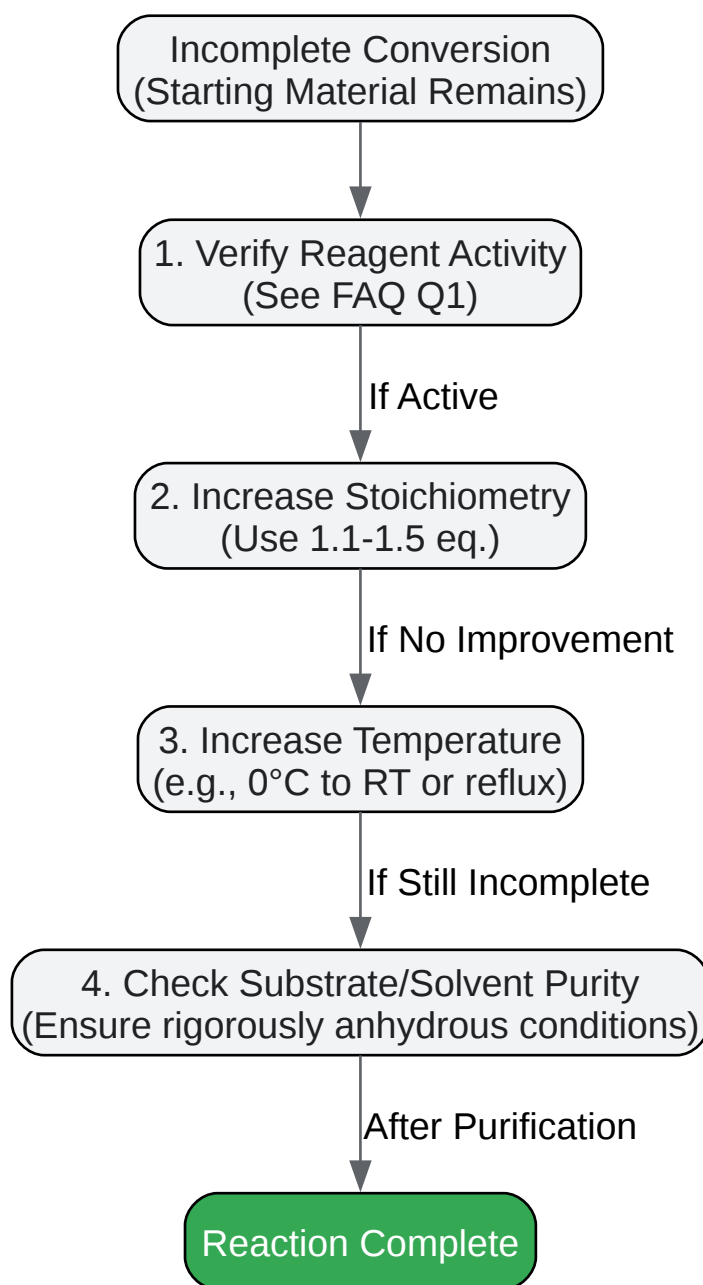 Incomplete Conversion
(Starting Material Remains)
1. Verify Reagent Activity
(See FAQ Q1)
If Active
2. Increase Stoichiometry
(Use 1.1-1.5 eq.)
If No Improvement
3. Increase Temperature
(e.g., 0°C to RT or reflux)
If Still Incomplete
4. Check Substrate/Solvent Purity
(Ensure rigorously anhydrous conditions)
After Purification
Reaction Complete